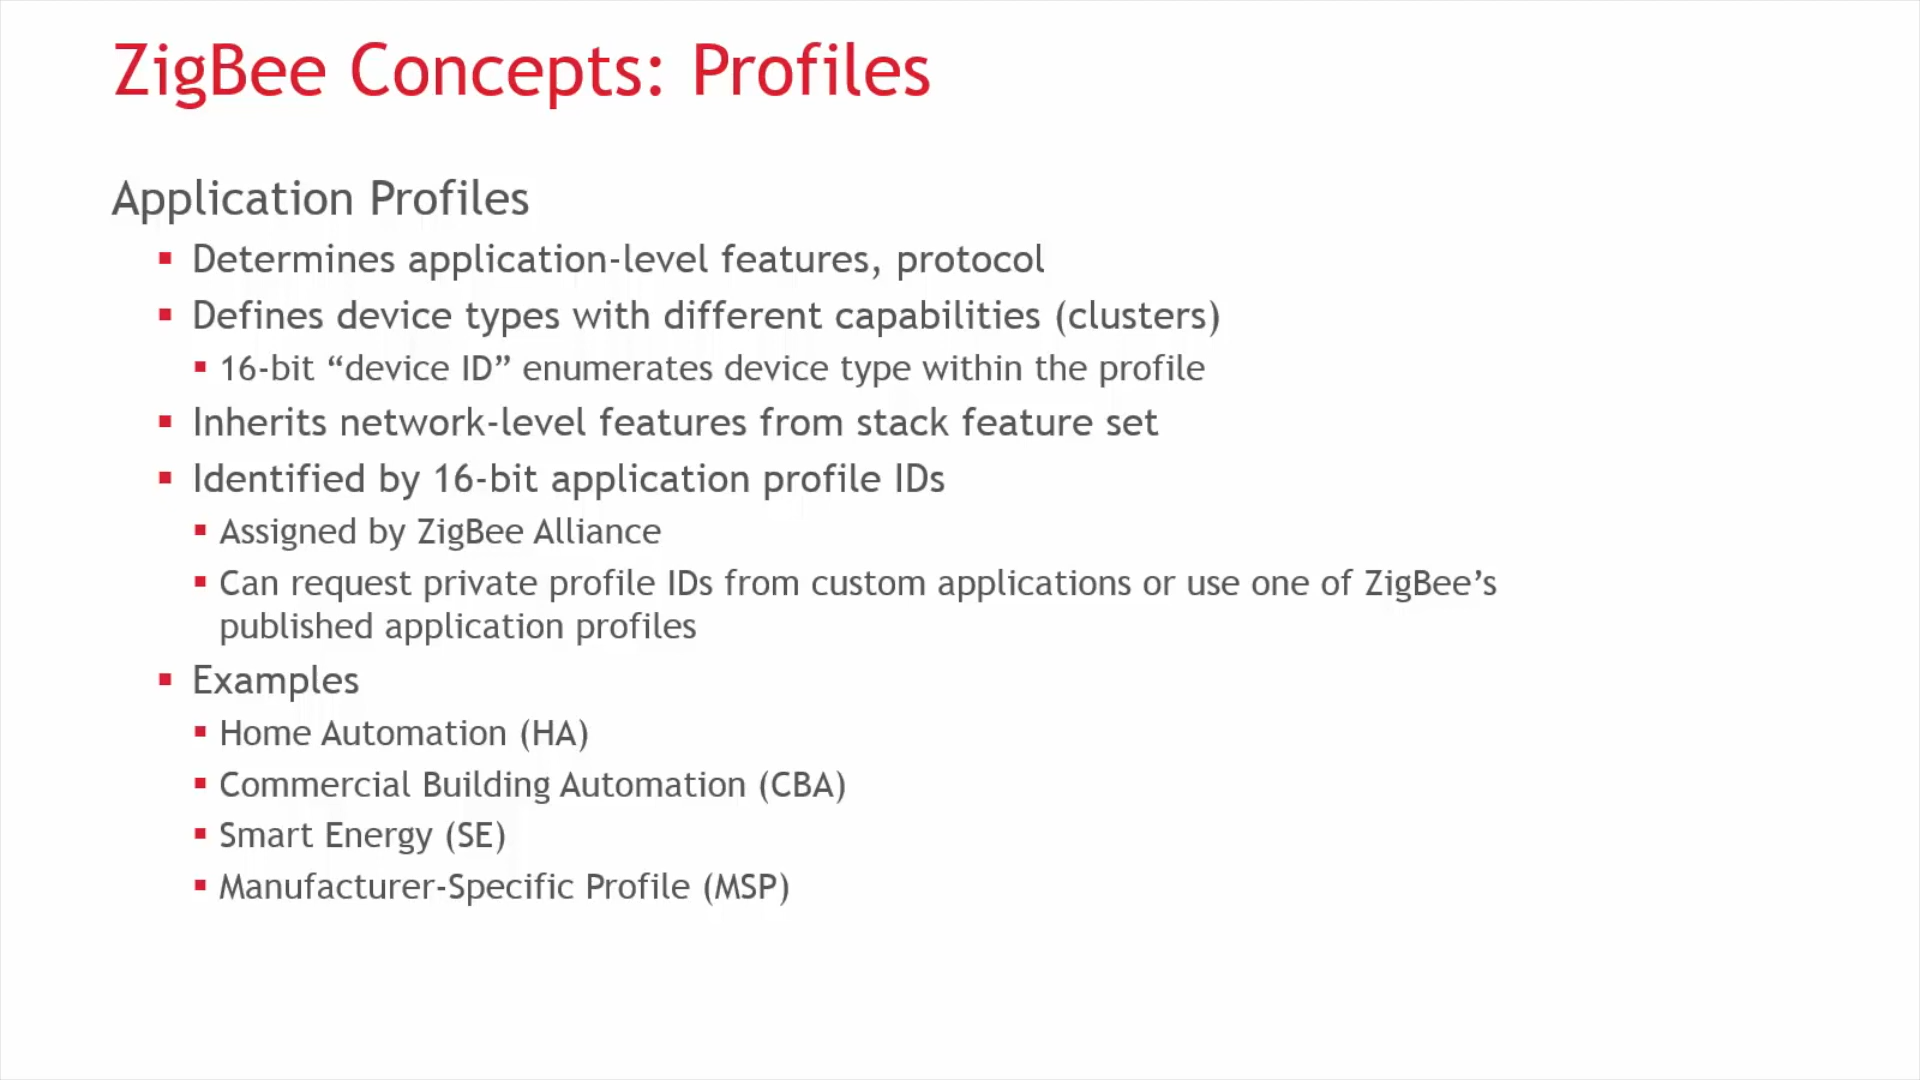 ZigBee Concepts: Profiles
Application Profiles
▪ Determines application-level features, protocol
▪ Defines device types with different capabilities (clusters)
▪ 16-bit “device ID” enumerates device type within the profile
▪ Inherits network-level features from stack feature set
▪ Identified by 16-bit application profile IDs
▪ Assigned by ZigBee Alliance
▪ Can request private profile IDs from custom applications or use one of ZigBee’s
published application profiles
▪ Examples
▪ Home Automation (HA)
▪ Commercial Building Automation (CBA)
▪ Smart Energy (SE)
▪ Manufacturer-Specific Profile (MSP)